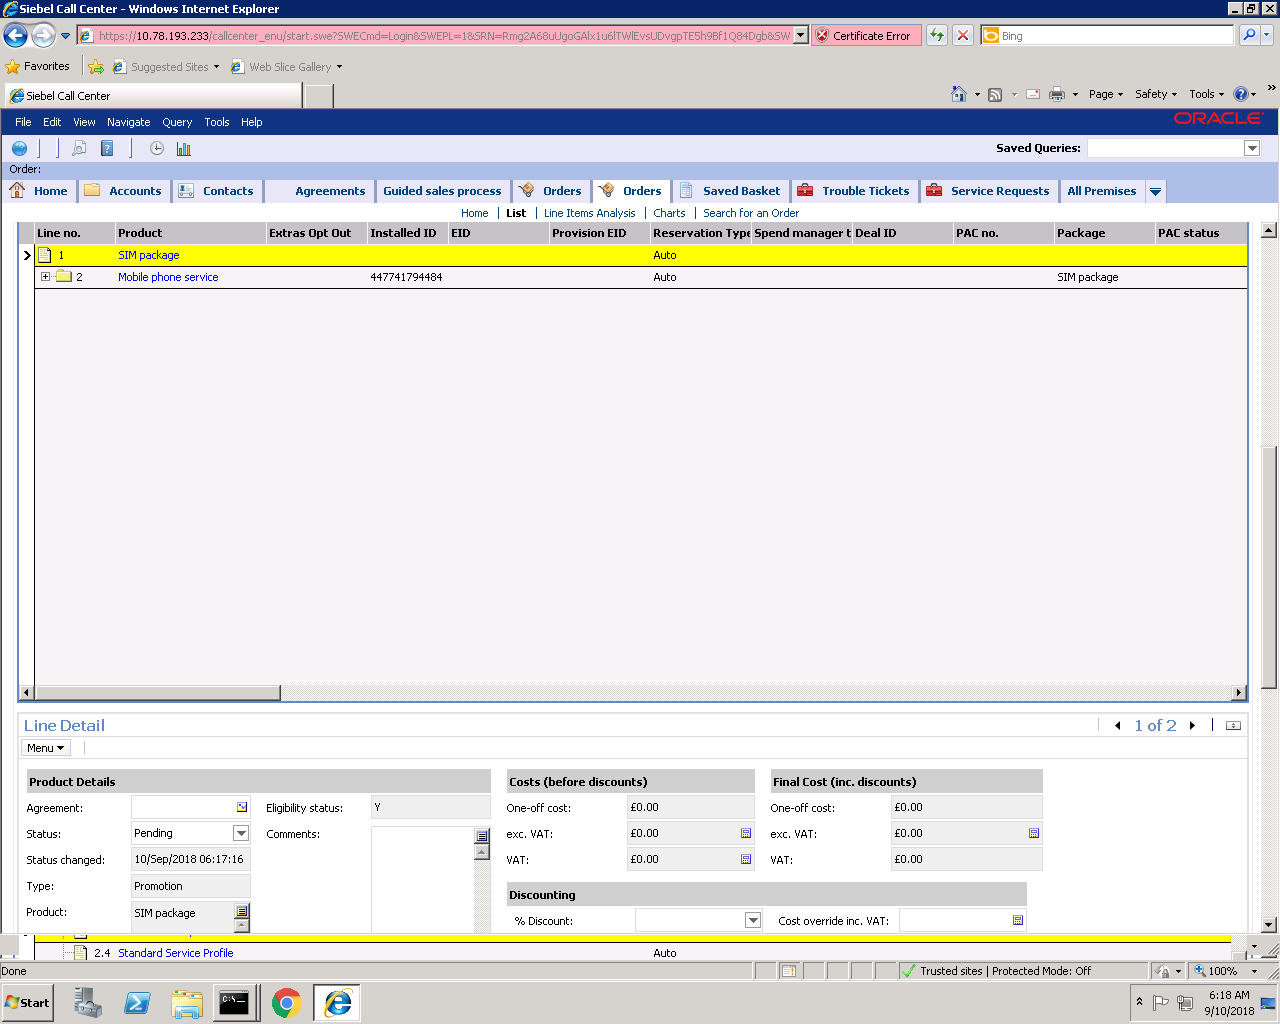 Siebel Call Center - Windows Internet Explorer
https://10.78.193.233/callcenter_enu/start.swe?SWECmd=Login&SWEPL=1&SRN=Rmg2A68uUgoGAlx1u6lTWlEvsUDvgpTE5h9Bf1Q84Dgb&SW
Certificate Error
Bing
Favorites
Suggested Sites
Web Slice Gallery
Siebel Call Center
Page
Safety
Tools
»
File Edit View Navigate Query Tools Help
ORACLE
Saved Queries:
Order:
Home Accounts Contacts Agreements Guided sales process Orders Orders Saved Basket Trouble Tickets Service Requests All Premises
Home | List | Line Items Analysis | Charts | Search for an Order
Line no. Product Extras Opt Out Installed ID EID Provision EID Reservation Type Spend manager t Deal ID PAC no. Package PAC status
1 SIM package Auto
2 Mobile phone service 447741794484 Auto SIM package
Line Detail
1 of 2
Menu
Product Details
Costs (before discounts)
Final Cost (inc. discounts)
Agreement:
Eligibility status: Y
One-off cost: £0.00
One-off cost: £0.00
Status: Pending
Comments:
exc. VAT: £0.00
exc. VAT: £0.00
Status changed: 10/Sep/2018 06:17:16
VAT: £0.00
VAT: £0.00
Type: Promotion
Discounting
Product: SIM package
% Discount:
Cost override inc. VAT:
2.4 Standard Service Profile Auto
Done
Trusted sites | Protected Mode: Off
100%
Start
C:\.
6:18 AM
9/10/2018